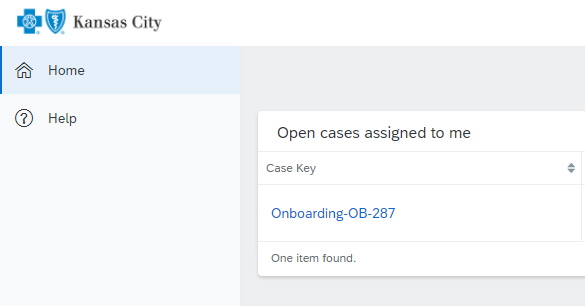 Kansas City
Home
Help
Open cases assigned to me
Case Key
Onboarding-OB-287
One item found.